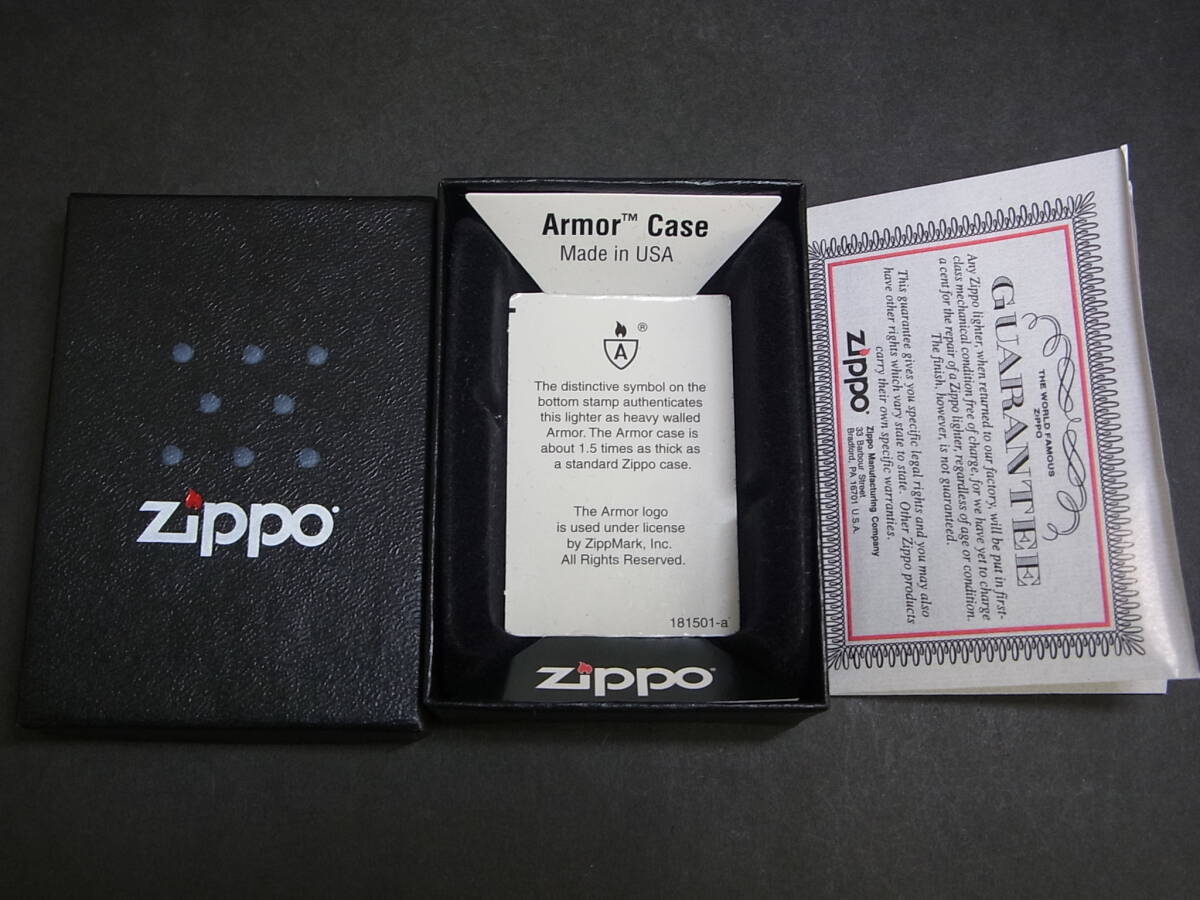 zippo
Armor™ Case
Made in USA
®
A
The distinctive symbol on the
bottom stamp authenticates
this lighter as heavy walled
Armor. The Armor case is
about 1.5 times as thick as
a standard Zippo case.
The Armor logo
is used under license
by ZippMark, Inc.
All Rights Reserved.
181501-a
zippo
THE WORLD FAMOUS
ZIPPO
GUARANTEE
Any Zippo lighter, when returned to our factory, will be put in first-
class mechanical condition free of charge, for we have yet to charge
a cent for the repair of a Zippo lighter, regardless of age or condition.
The finish, however, is not guaranteed.
This guarantee gives you specific legal rights and you may also
have other rights which vary state to state. Other Zippo products
carry their own specific warranties.
zippo®
Zippo Manufacturing Company
33 Barbour Street
Bradford, PA 16701 U.S.A.